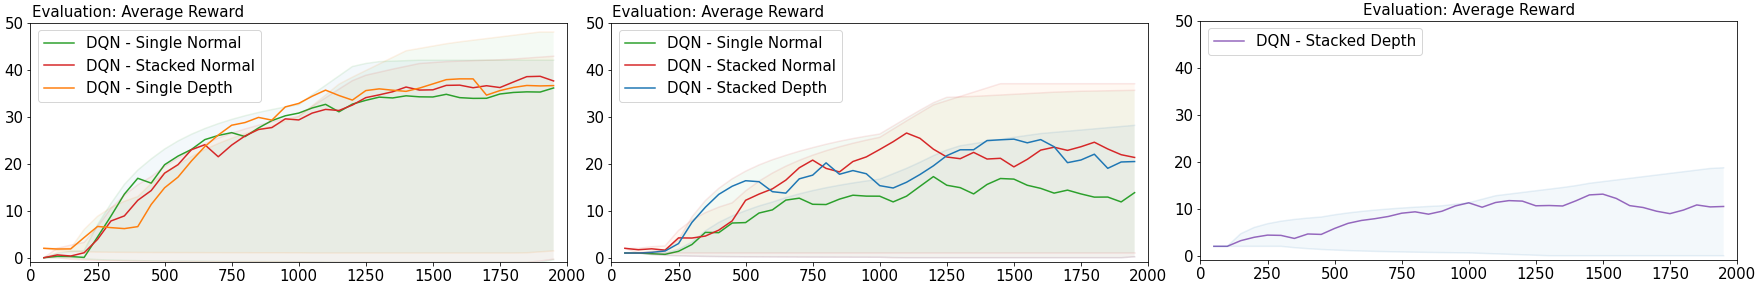 Evaluation: Average Reward
50
40
30
20
10
0
DQN - Single Normal
DQN - Stacked Normal
DQN - Single Depth
0 250 500 750 1000 1250 1500 1750 2000
Evaluation: Average Reward
50
40
30
20
10
0
DQN - Single Normal
DQN - Stacked Normal
DQN - Stacked Depth
0 250 500 750 1000 1250 1500 1750 2000
Evaluation: Average Reward
50
40
30
20
10
0
DQN - Stacked Depth
0 250 500 750 1000 1250 1500 1750 2000